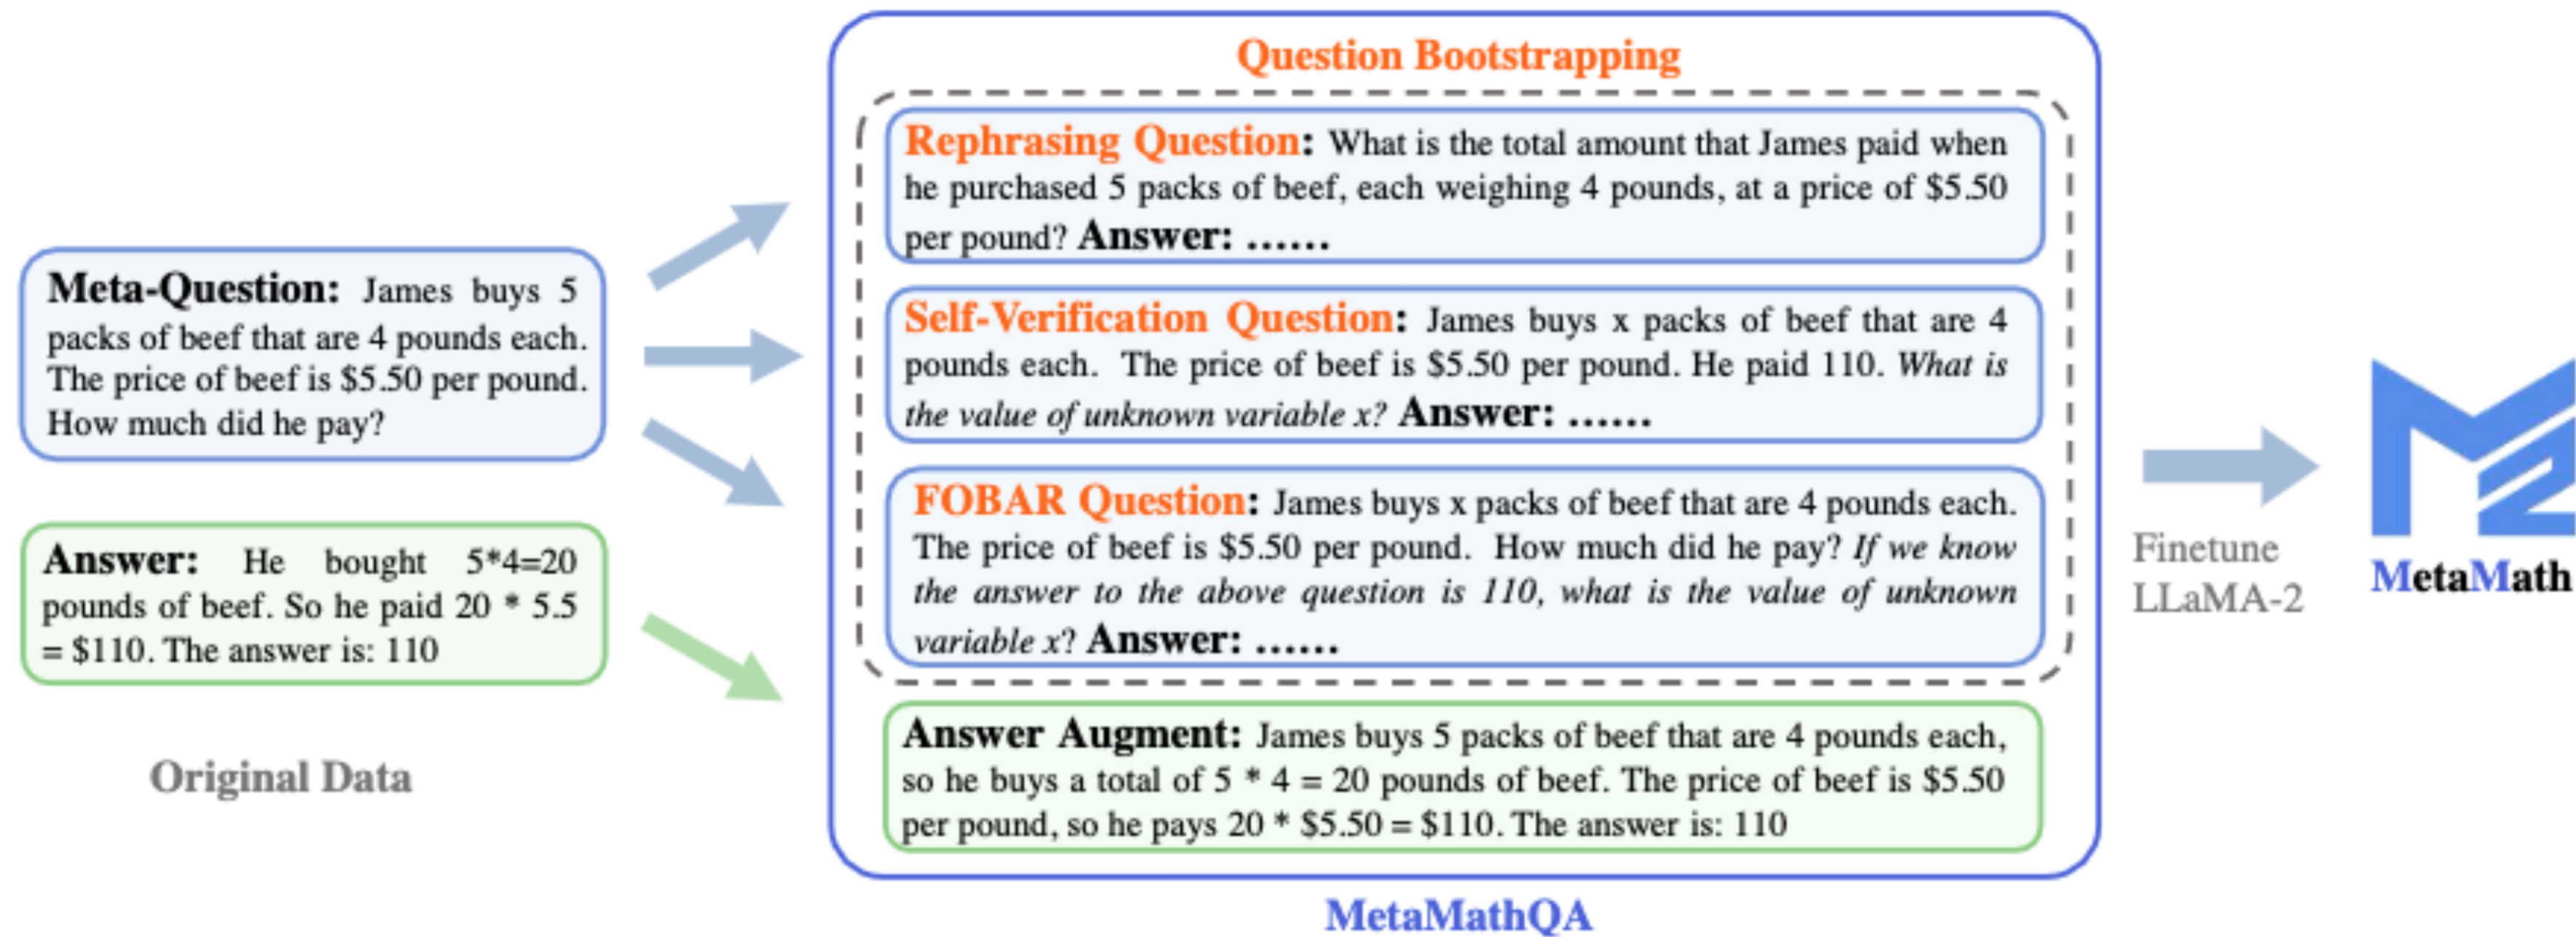 Meta-Question: James buys 5
packs of beef that are 4 pounds each.
The price of beef is $5.50 per pound.
How much did he pay?
Answer: He bought 5*4=20
pounds of beef. So he paid 20 * 5.5
= $110. The answer is: 110
Original Data
Question Bootstrapping
Rephrasing Question: What is the total amount that James paid when
he purchased 5 packs of beef, each weighing 4 pounds, at a price of $5.50
per pound? Answer: ......
Self-Verification Question: James buys x packs of beef that are 4
pounds each. The price of beef is $5.50 per pound. He paid 110. What is
the value of unknown variable x? Answer: ......
FOBAR Question: James buys x packs of beef that are 4 pounds each.
The price of beef is $5.50 per pound. How much did he pay? If we know
the answer to the above question is 110, what is the value of unknown
variable x? Answer: ......
Answer Augment: James buys 5 packs of beef that are 4 pounds each,
so he buys a total of 5 * 4 = 20 pounds of beef. The price of beef is $5.50
per pound, so he pays 20 * $5.50 = $110. The answer is: 110
MetaMathQA
Finetune
LLaMA-2
MetaMath